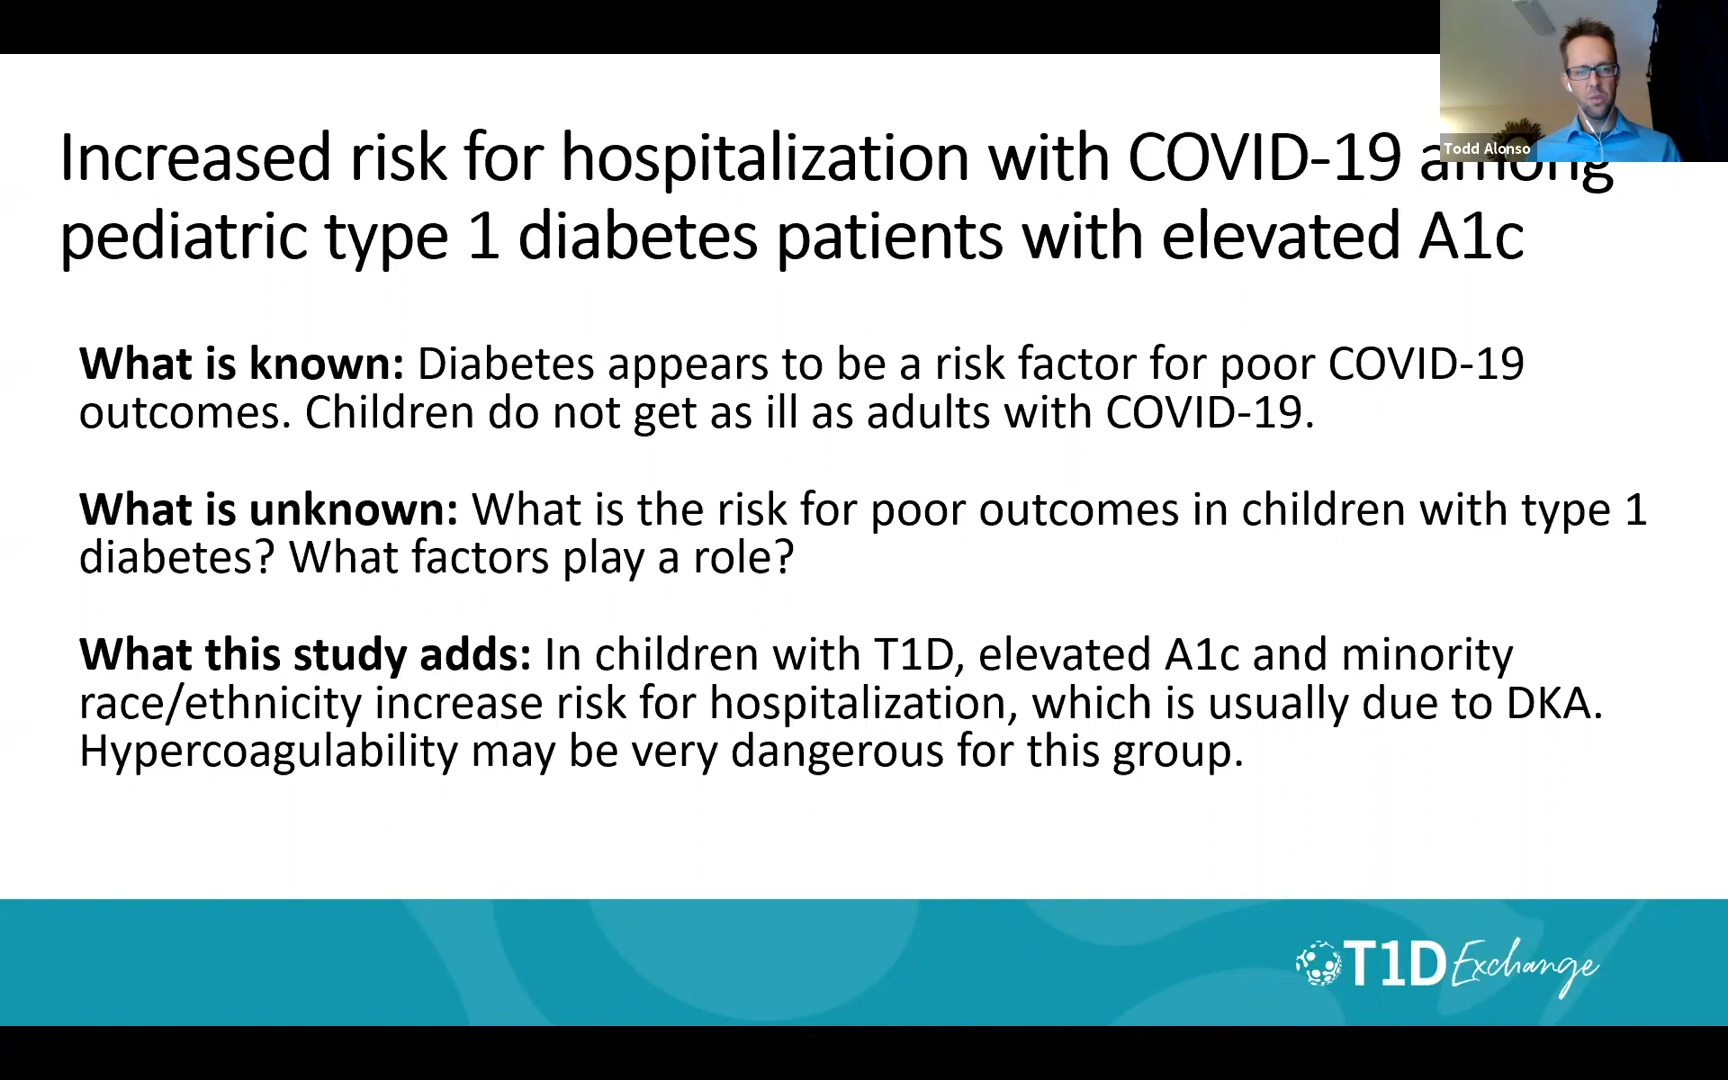 Todd Alonso
Increased risk for hospitalization with COVID-19 among
pediatric type 1 diabetes patients with elevated A1c
What is known: Diabetes appears to be a risk factor for poor COVID-19
outcomes. Children do not get as ill as adults with COVID-19.
What is unknown: What is the risk for poor outcomes in children with type 1
diabetes? What factors play a role?
What this study adds: In children with T1D, elevated A1c and minority
race/ethnicity increase risk for hospitalization, which is usually due to DKA.
Hypercoagulability may be very dangerous for this group.
T1D Exchange